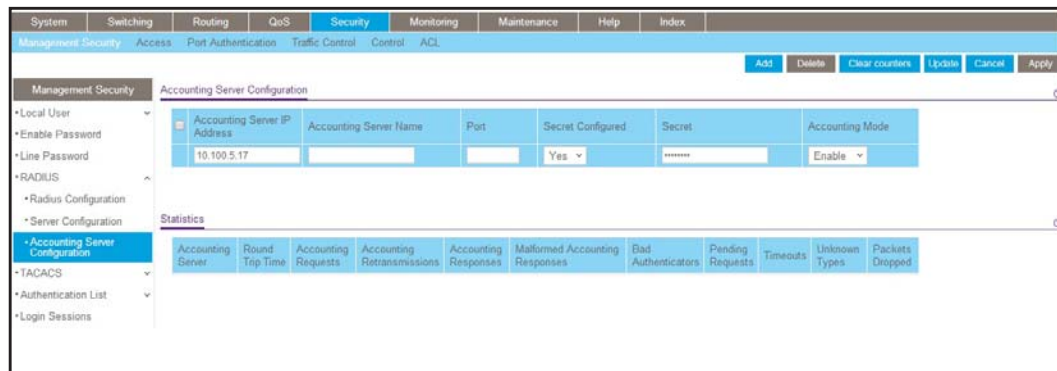 System Switching Routing QoS Security Monitoring Maintenance Help Index
Management Security Access Port Authentication Traffic Control Control ACL
Add Delete Clear counters Update Cancel Apply
Management Security
•Local User
•Enable Password
•Line Password
•RADIUS
•Radius Configuration
•Server Configuration
•Accounting Server
Configuration
•TACACS
•Authentication List
•Login Sessions
Accounting Server Configuration
Accounting Server IP
Address
Accounting Server Name
Port
Secret Configured
Secret
Accounting Mode
10.100.5.17
Yes
********
Enable
Statistics
Accounting
Server
Round
Trip Time
Accounting
Requests
Accounting
Retransmissions
Accounting
Responses
Malformed Accounting
Responses
Bad
Authenticators
Pending
Requests
Timeouts
Unknown
Types
Packets
Dropped